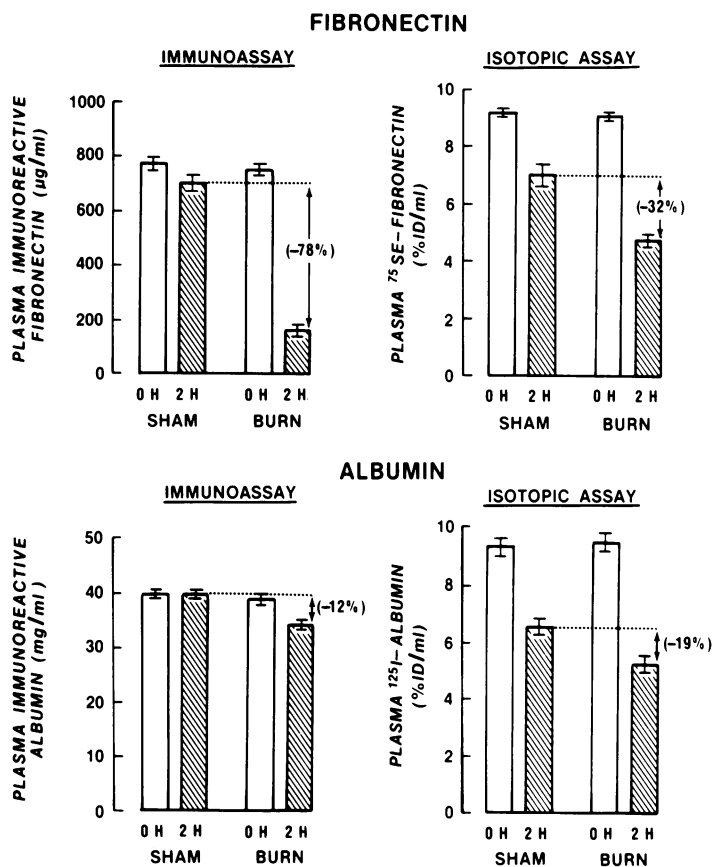 FIBRONECTIN
IMMUNOASSAY
PLASMA IMMUNOREACTIVE
FIBRONECTIN (µg/ml)
1000
800
600
400
200
0
(-78%)
0 H 2 H 0 H 2 H
SHAM BURN
ISOTOPIC ASSAY
PLASMA 75 SE-FIBRONECTIN
(%ID/ml)
10
8
6
4
2
0
(-32%)
0 H 2 H 0 H 2 H
SHAM BURN
ALBUMIN
IMMUNOASSAY
PLASMA IMMUNOREACTIVE
ALBUMIN (mg/ml)
50
40
30
20
10
0
(-12%)
0 H 2 H 0 H 2 H
SHAM BURN
ISOTOPIC ASSAY
PLASMA 125I-ALBUMIN
(%ID/ml)
10
8
6
4
2
0
(-19%)
0 H 2 H 0 H 2 H
SHAM BURN